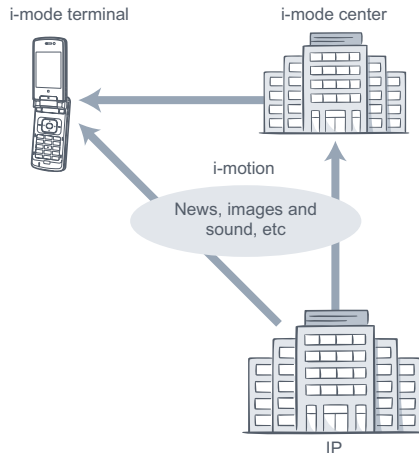 i-mode terminal
i-mode center
i-motion
News, images and
sound, etc
IP